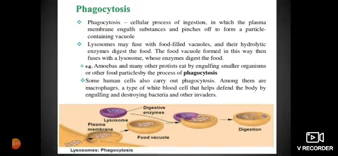 Phagocytosis
Phagocytosis – cellular process of ingestion, in which the plasma
membrane engulfs substances and pinches off to form a particle-
containing vacuole
Lysosomes may fuse with food-filled vacuoles, and their hydrolytic
enzymes digest the food. The food vacuole formed in this way then
fuses with a lysosome, whose enzymes digest the food.
e.g. Amoebas and many other protists eat by engulfing smaller organisms
or other food particlesby the process of phagocytosis
Some human cells also carry out phagocytosis. Among them are
macrophages, a type of white blood cell that helps defend the body by
engulfing and destroying bacteria and other invaders.
Digestive
enzymes
Lysosome
Plasma
membrane
Food vacuole
Digestion
Lysosomes: Phagocytosis
V RECORDER